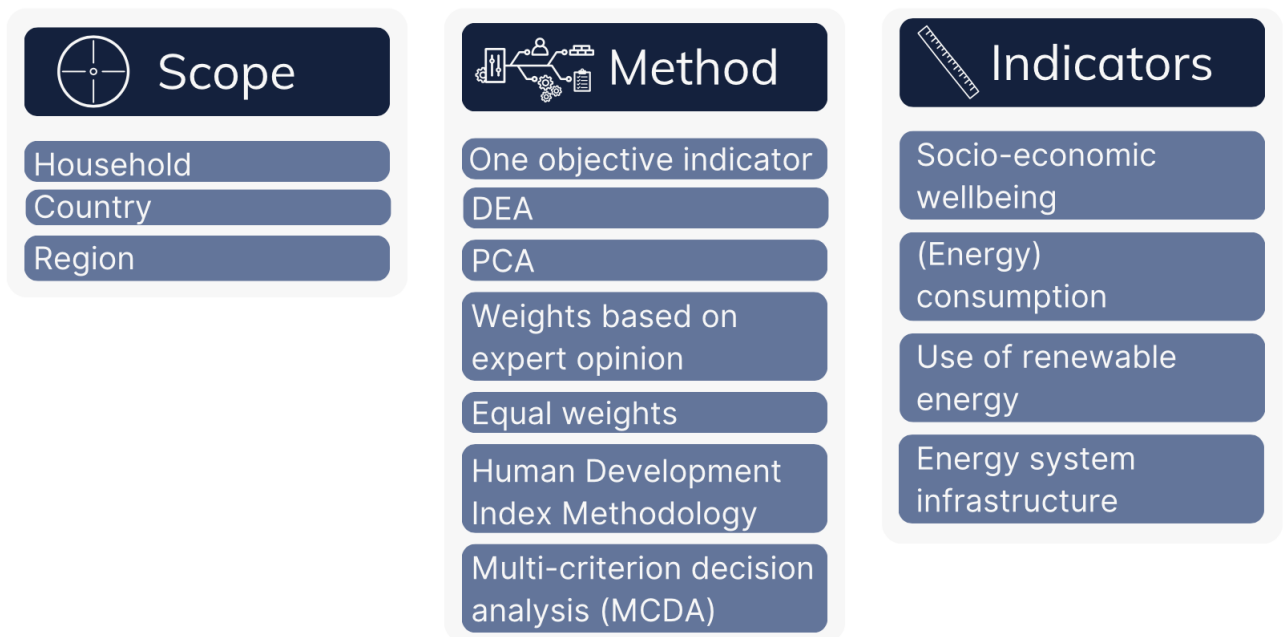 Scope
Household
Country
Region
Method
One objective indicator
DEA
PCA
Weights based on
expert opinion
Equal weights
Human Development
Index Methodology
Multi-criterion decision
analysis (MCDA)
Indicators
Socio-economic
wellbeing
(Energy)
consumption
Use of renewable
energy
Energy system
infrastructure